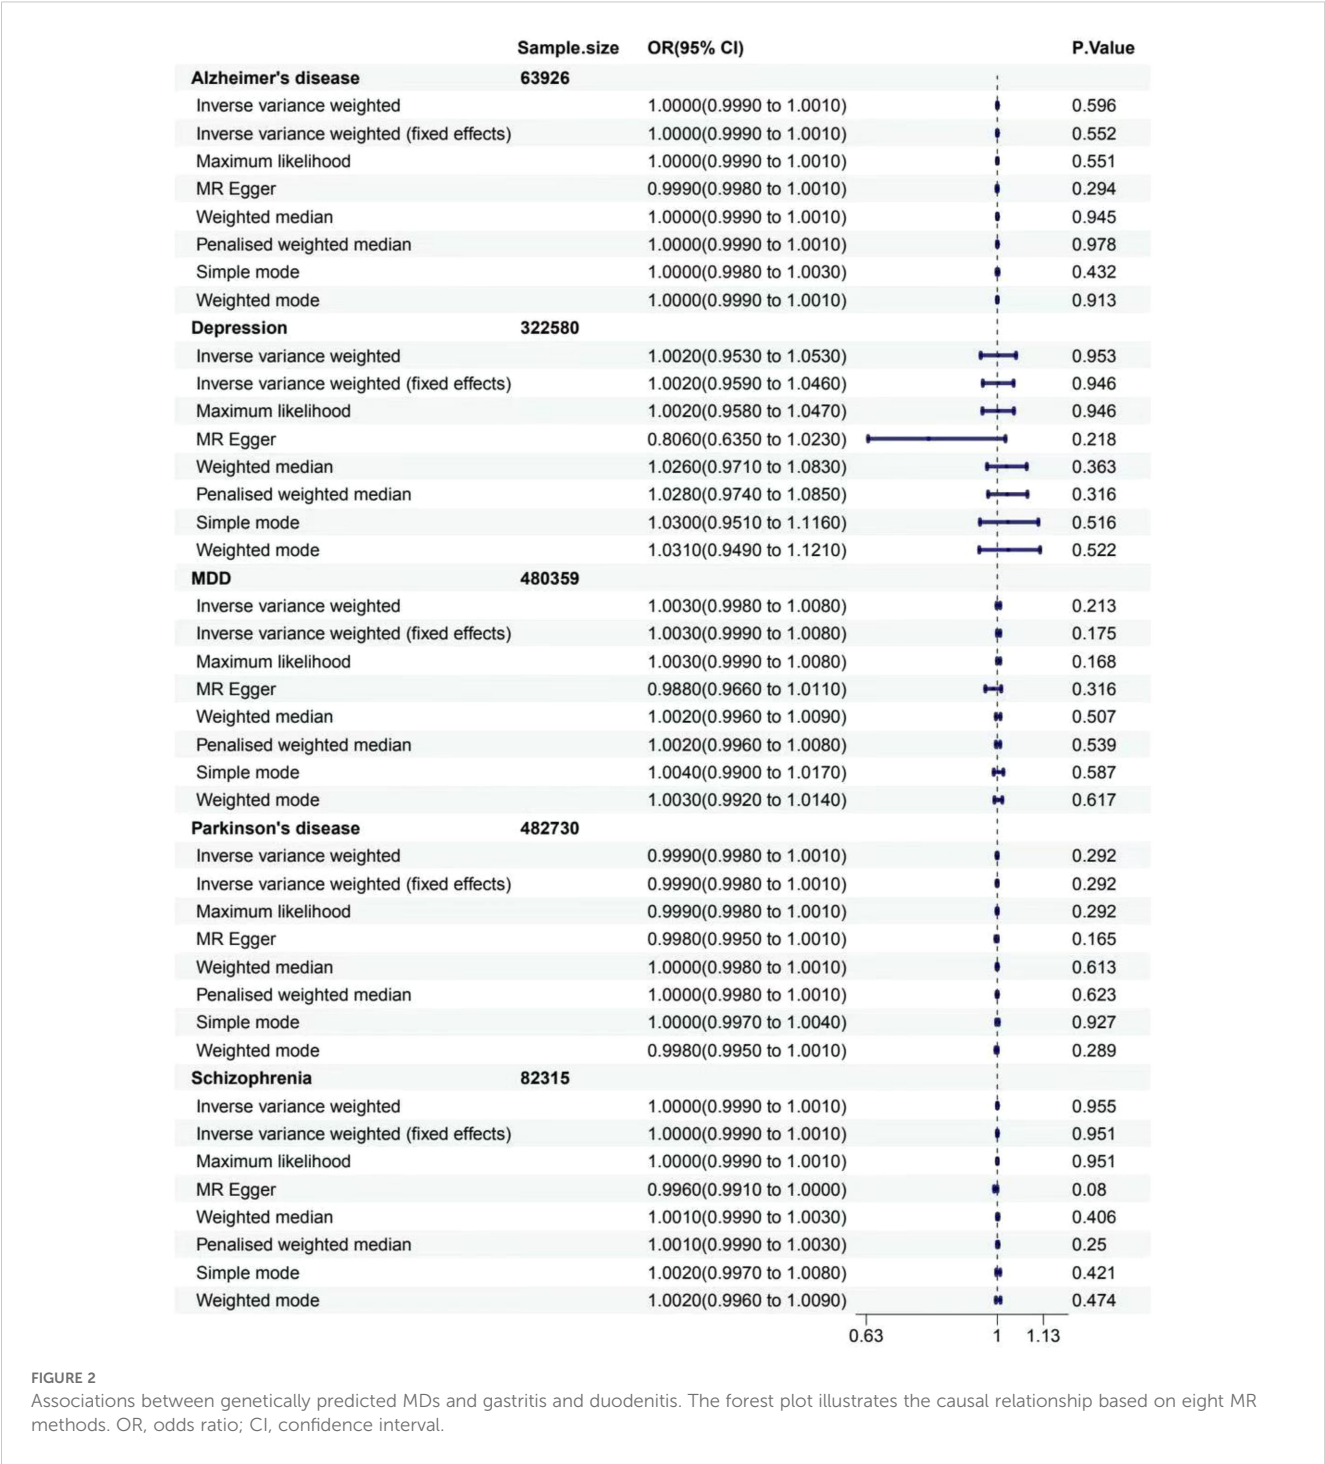 Sample.size OR(95% CI) P.Value
Alzheimer's disease 63926
Inverse variance weighted 1.0000(0.9990 to 1.0010) 0.596
Inverse variance weighted (fixed effects) 1.0000(0.9990 to 1.0010) 0.552
Maximum likelihood 1.0000(0.9990 to 1.0010) 0.551
MR Egger 0.9990(0.9980 to 1.0010) 0.294
Weighted median 1.0000(0.9990 to 1.0010) 0.945
Penalised weighted median 1.0000(0.9990 to 1.0010) 0.978
Simple mode 1.0000(0.9980 to 1.0030) 0.432
Weighted mode 1.0000(0.9990 to 1.0010) 0.913
Depression 322580
Inverse variance weighted 1.0020(0.9530 to 1.0530) 0.953
Inverse variance weighted (fixed effects) 1.0020(0.9590 to 1.0460) 0.946
Maximum likelihood 1.0020(0.9580 to 1.0470) 0.946
MR Egger 0.8060(0.6350 to 1.0230) 0.218
Weighted median 1.0260(0.9710 to 1.0830) 0.363
Penalised weighted median 1.0280(0.9740 to 1.0850) 0.316
Simple mode 1.0300(0.9510 to 1.1160) 0.516
Weighted mode 1.0310(0.9490 to 1.1210) 0.522
MDD 480359
Inverse variance weighted 1.0030(0.9980 to 1.0080) 0.213
Inverse variance weighted (fixed effects) 1.0030(0.9990 to 1.0080) 0.175
Maximum likelihood 1.0030(0.9990 to 1.0080) 0.168
MR Egger 0.9880(0.9660 to 1.0110) 0.316
Weighted median 1.0020(0.9960 to 1.0090) 0.507
Penalised weighted median 1.0020(0.9960 to 1.0080) 0.539
Simple mode 1.0040(0.9900 to 1.0170) 0.587
Weighted mode 1.0030(0.9920 to 1.0140) 0.617
Parkinson's disease 482730
Inverse variance weighted 0.9990(0.9980 to 1.0010) 0.292
Inverse variance weighted (fixed effects) 0.9990(0.9980 to 1.0010) 0.292
Maximum likelihood 0.9990(0.9980 to 1.0010) 0.292
MR Egger 0.9980(0.9950 to 1.0010) 0.165
Weighted median 1.0000(0.9980 to 1.0010) 0.613
Penalised weighted median 1.0000(0.9980 to 1.0010) 0.623
Simple mode 1.0000(0.9970 to 1.0040) 0.927
Weighted mode 0.9980(0.9950 to 1.0010) 0.289
Schizophrenia 82315
Inverse variance weighted 1.0000(0.9990 to 1.0010) 0.955
Inverse variance weighted (fixed effects) 1.0000(0.9990 to 1.0010) 0.951
Maximum likelihood 1.0000(0.9990 to 1.0010) 0.951
MR Egger 0.9960(0.9910 to 1.0000) 0.08
Weighted median 1.0010(0.9990 to 1.0030) 0.406
Penalised weighted median 1.0010(0.9990 to 1.0030) 0.25
Simple mode 1.0020(0.9970 to 1.0080) 0.421
Weighted mode 1.0020(0.9960 to 1.0090) 0.474
0.63 1 1.13
FIGURE 2
Associations between genetically predicted MDs and gastritis and duodenitis. The forest plot illustrates the causal relationship based on eight MR
methods. OR, odds ratio; CI, confidence interval.